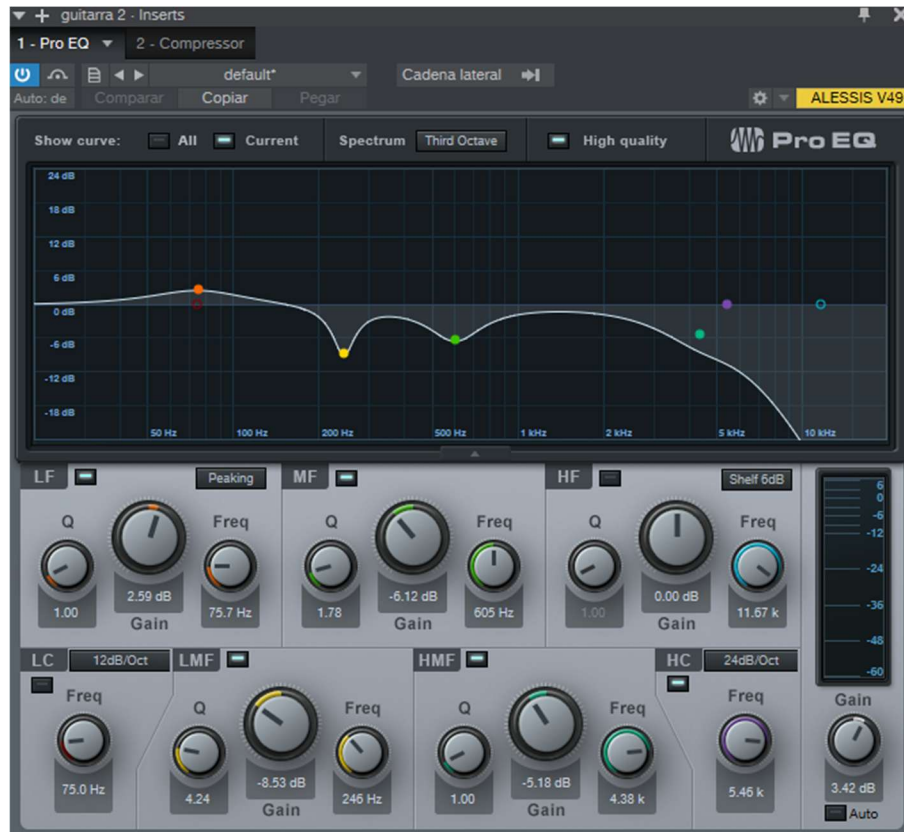 guitarra 2 - Inserts
1 - Pro EQ 2 - Compressor
default* Cadena lateral
Auto: de Comparar Copiar Pegar ALESSIS V49
Show curve: All Current Spectrum Third Octave High quality Pro EQ
24 dB
18 dB
12 dB
6 dB
0 dB
-6 dB
-12 dB
-18 dB
50 Hz 100 Hz 200 Hz 500 Hz 1 kHz 2 kHz 5 kHz 10 kHz
LF Peaking
Q Freq
1.00 2.59 dB 75.7 Hz
Gain
MF
Q Freq
1.78 -6.12 dB 605 Hz
Gain
HF Shelf 6dB
Q Freq
1.00 0.00 dB 11.67 k
Gain
6
0
-6
-12
-24
-36
-48
-60
LC 12dB/Oct
Freq
75.0 Hz
LMF
Q Freq
4.24 -8.53 dB 246 Hz
Gain
HMF
Q Freq
1.00 -5.18 dB 4.38 k
Gain
HC 24dB/Oct
Freq
5.46 k
Gain
3.42 dB
Auto